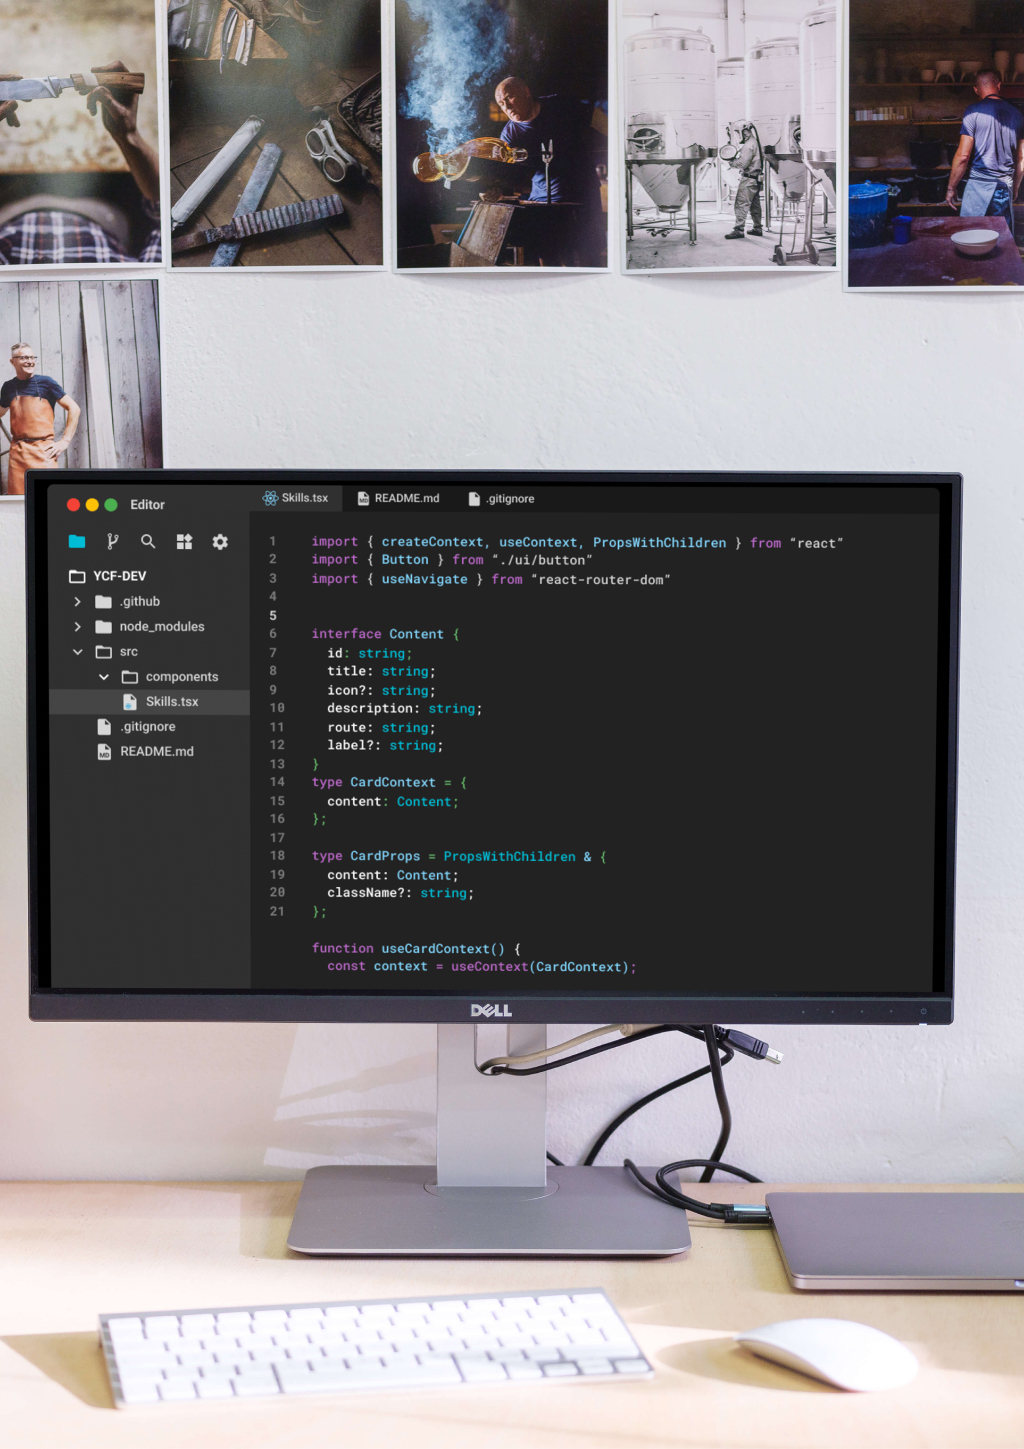 Editor
Skills.tsx
README.md
.gitignore
YCF-DEV
.github
node_modules
src
components
Skills.tsx
.gitignore
README.md
1 import { createContext, useContext, PropsWithChildren } from “react”
2 import { Button } from “./ui/button”
3 import { useNavigate } from “react-router-dom”
4
5
6 interface Content {
7 id: string;
8 title: string;
9 icon?: string;
10 description: string;
11 route: string;
12 label?: string;
13 }
14 type CardContext = {
15 content: Content;
16 };
17
18 type CardProps = PropsWithChildren & {
19 content: Content;
20 className?: string;
21 };
function useCardContext() {
const context = useContext(CardContext);
DELL